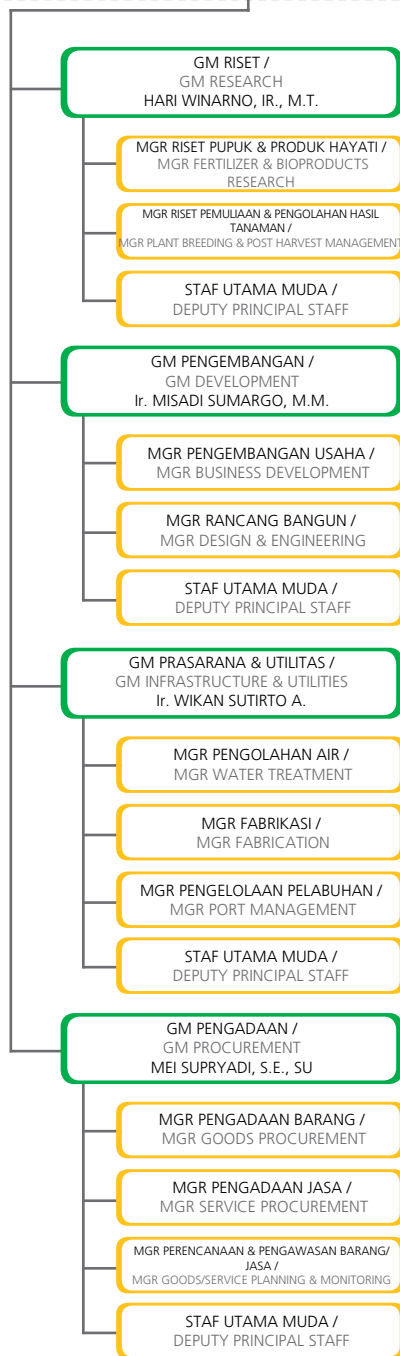 GM RISET /
GM RESEARCH
HARI WINARNO, IR., M.T.
MGR RISET PUPUK & PRODUK HAYATI /
MGR FERTILIZER & BIOPRODUCTS
RESEARCH
MGR RISET PEMULIAAN & PENGOLAHAN HASIL
TANAMAN /
MGR PLANT BREEDING & POST HARVEST MANAGEMENT
STAF UTAMA MUDA /
DEPUTY PRINCIPAL STAFF
GM PENGEMBANGAN /
GM DEVELOPMENT
Ir. MISADI SUMARGO, M.M.
MGR PENGEMBANGAN USAHA /
MGR BUSINESS DEVELOPMENT
MGR RANCANG BANGUN /
MGR DESIGN & ENGINEERING
STAF UTAMA MUDA /
DEPUTY PRINCIPAL STAFF
GM PRASARANA & UTILITAS /
GM INFRASTRUCTURE & UTILITIES
Ir. WIKAN SUTIRTO A.
MGR PENGOLAHAN AIR /
MGR WATER TREATMENT
MGR FABRIKASI /
MGR FABRICATION
MGR PENGELOLAAN PELABUHAN /
MGR PORT MANAGEMENT
STAF UTAMA MUDA /
DEPUTY PRINCIPAL STAFF
GM PENGADAAN /
GM PROCUREMENT
MEI SUPRYADI, S.E., SU
MGR PENGADAAN BARANG /
MGR GOODS PROCUREMENT
MGR PENGADAAN JASA /
MGR SERVICE PROCUREMENT
MGR PERENCANAAN & PENGAWASAN BARANG/
JASA /
MGR GOODS/SERVICE PLANNING & MONITORING
STAF UTAMA MUDA /
DEPUTY PRINCIPAL STAFF